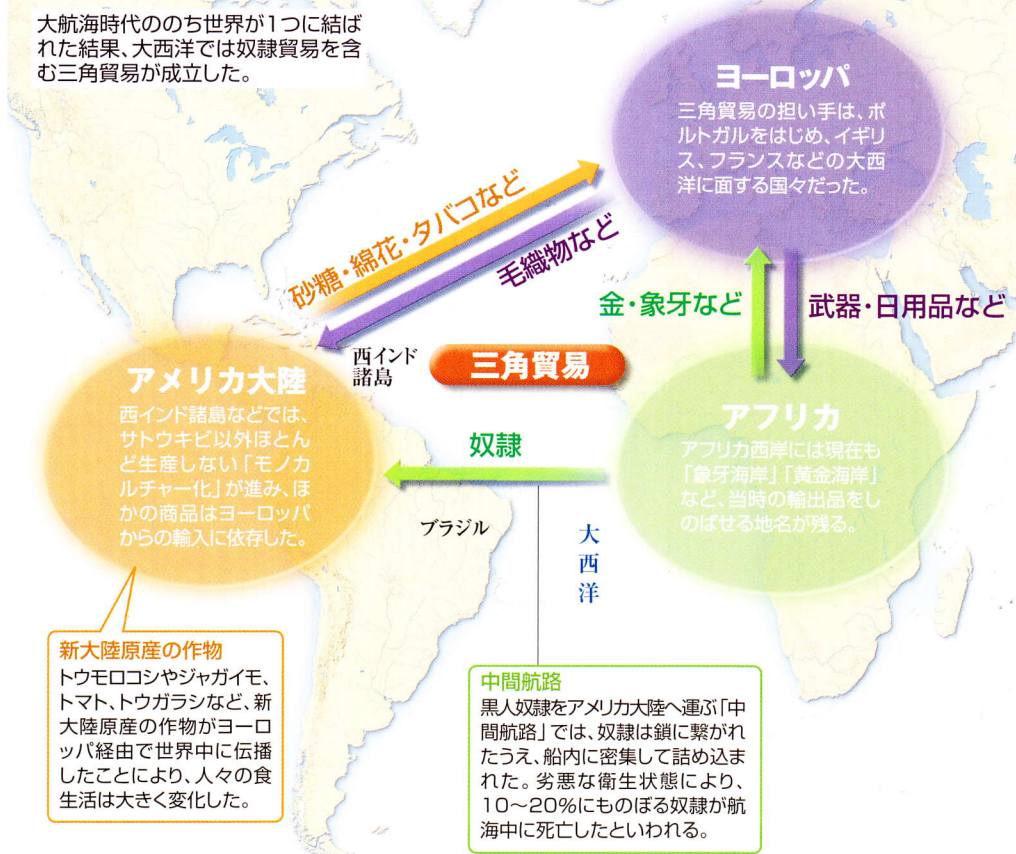 大航海時代ののち世界が1つに結ば
れた結果、大西洋では奴隷貿易を含
む三角貿易が成立した。
ヨーロッパ
三角貿易の担い手は、ポ
ルトガルをはじめ、イギリ
ス、フランスなどの大西
洋に面する国々だった。
砂糖・綿花・タバコなど
毛織物など
金・象牙など
武器・日用品など
西インド
諸島
三角貿易
アメリカ大陸
西インド諸島などでは、
サトウキビ以外ほとん
ど生産しない「モノカ
ルチャー化」が進み、ほ
かの商品はヨーロッパ
からの輸入に依存した。
アフリカ
アフリカ西岸には現在も
「象牙海岸」「黄金海岸」
など、当時の輸出品をし
のばせる地名が残る。
奴隷
ブラジル
大西洋
新大陸原産の作物
トウモロコシやジャガイモ、
トマト、トウガラシなど、新
大陸原産の作物がヨーロ
ッパ経由で世界中に伝播
したことにより、人々の食
生活は大きく変化した。
中間航路
黒人奴隷をアメリカ大陸へ運ぶ「中
間航路」では、奴隷は鎖に繋がれ
たうえ、船内に密集して詰め込ま
れた。劣悪な衛生状態により、
10〜20%にものぼる奴隷が航
海中に死亡したといわれる。